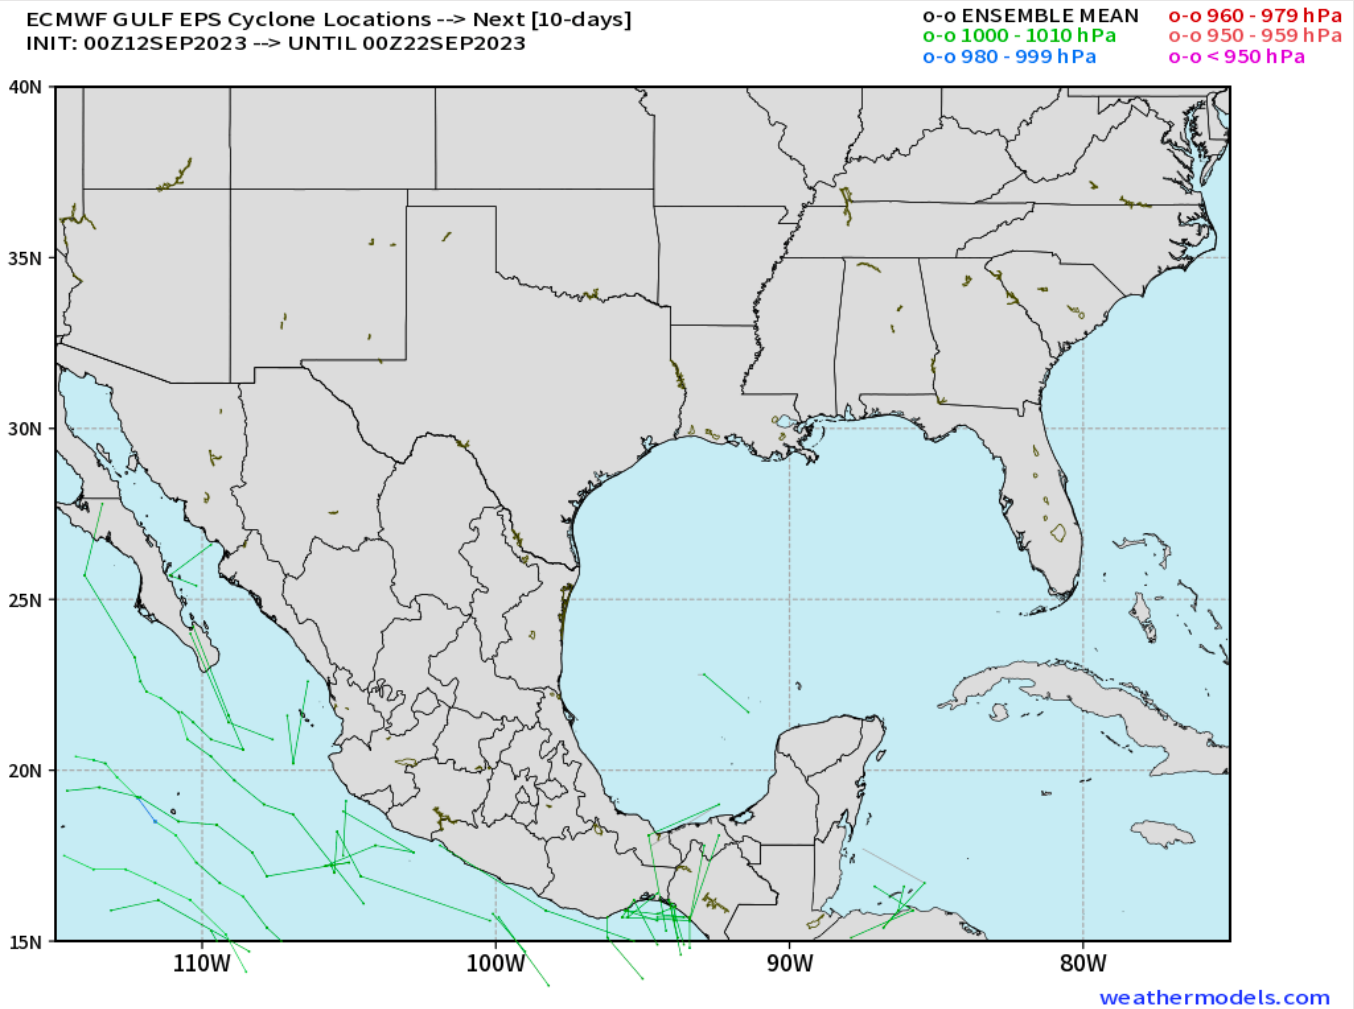 ECMWF GULF EPS Cyclone Locations --> Next [10-days]
INIT: 00Z12SEP2023 --> UNTIL 00Z22SEP2023
o-o ENSEMBLE MEAN
o-o 1000 - 1010 hPa
o-o 980 - 999 hPa
o-o 960 - 979 hPa
o-o 950 - 959 hPa
o-o < 950 hPa
40N
35N
30N
25N
20N
15N
110W
100W
90W
80W
weathermodels.com